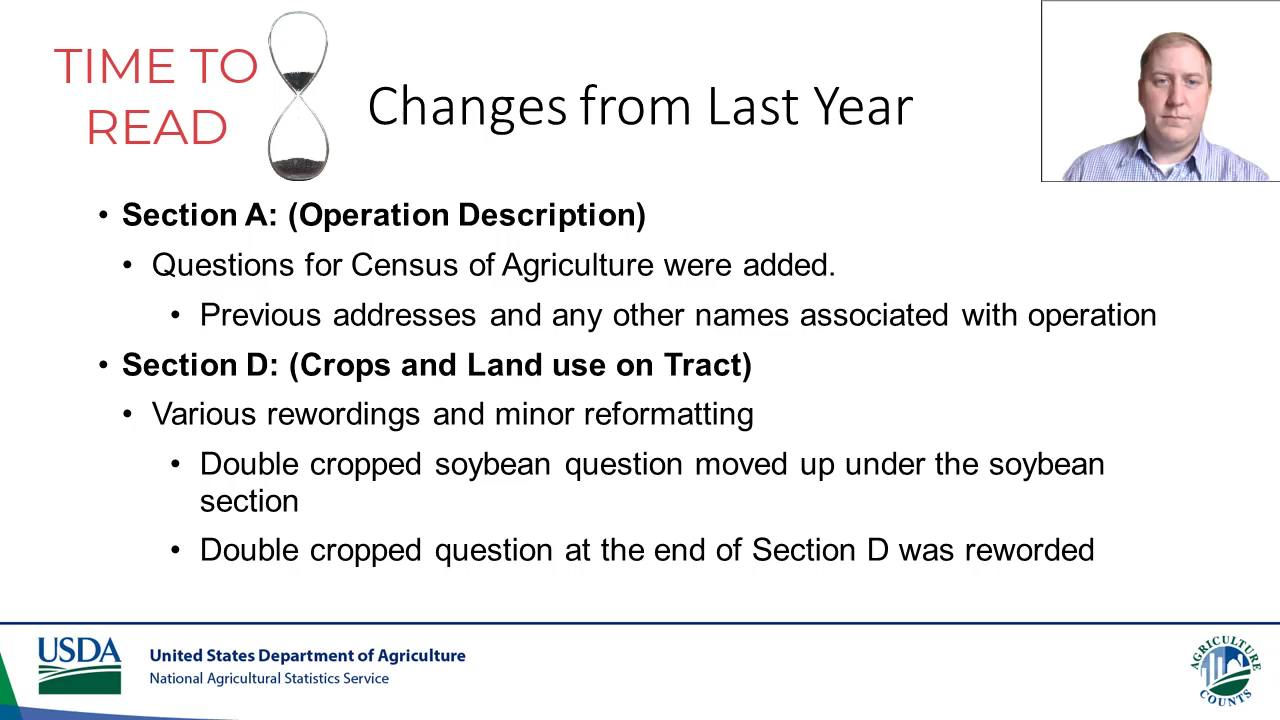 TIME TO
READ
Changes from Last Year
• Section A: (Operation Description)
• Questions for Census of Agriculture were added.
• Previous addresses and any other names associated with operation
• Section D: (Crops and Land use on Tract)
• Various rewordings and minor reformatting
• Double cropped soybean question moved up under the soybean
section
• Double cropped question at the end of Section D was reworded
USDA
United States Department of Agriculture
National Agricultural Statistics Service
AGRICULTURE
COUNTS